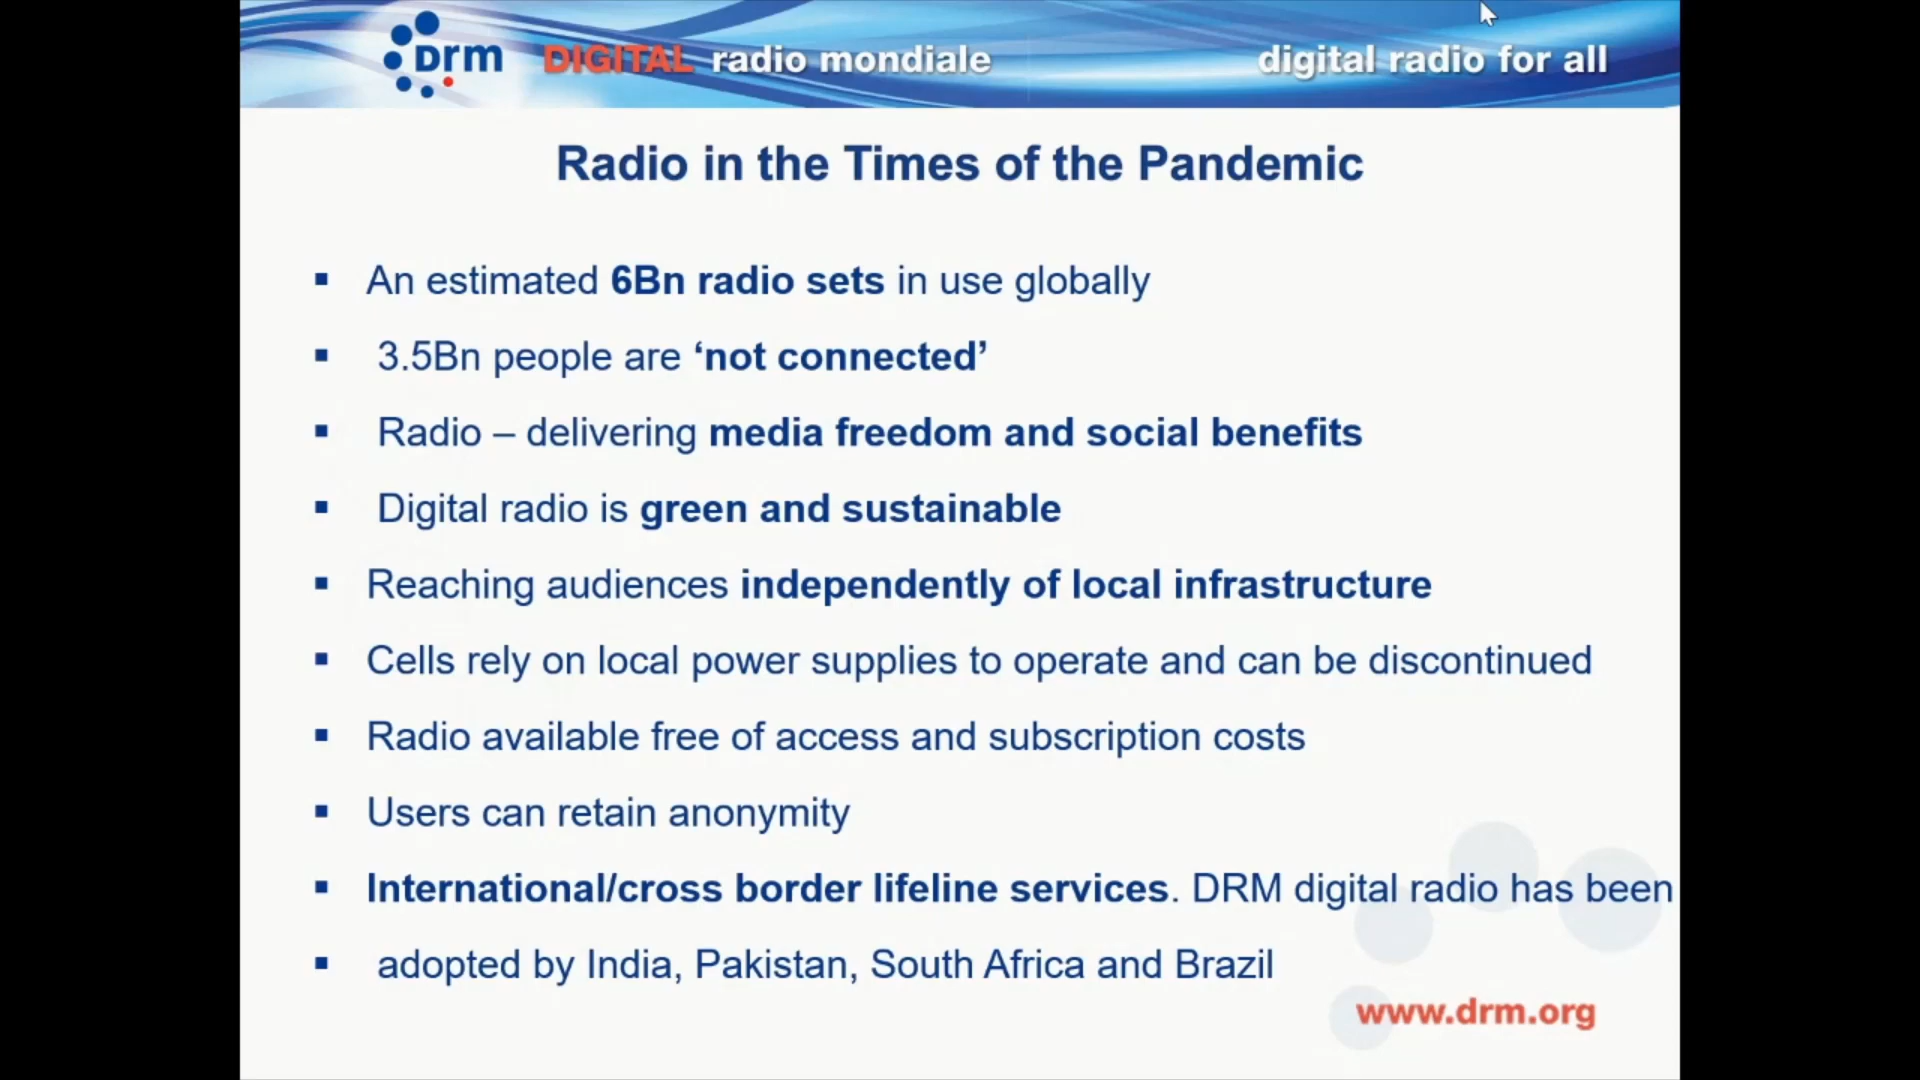 drm DIGITAL radio mondiale digital radio for all
Radio in the Times of the Pandemic
▪ An estimated 6Bn radio sets in use globally
▪ 3.5Bn people are ‘not connected’
▪ Radio – delivering media freedom and social benefits
▪ Digital radio is green and sustainable
▪ Reaching audiences independently of local infrastructure
▪ Cells rely on local power supplies to operate and can be discontinued
▪ Radio available free of access and subscription costs
▪ Users can retain anonymity
▪ International/cross border lifeline services. DRM digital radio has been
▪ adopted by India, Pakistan, South Africa and Brazil
www.drm.org